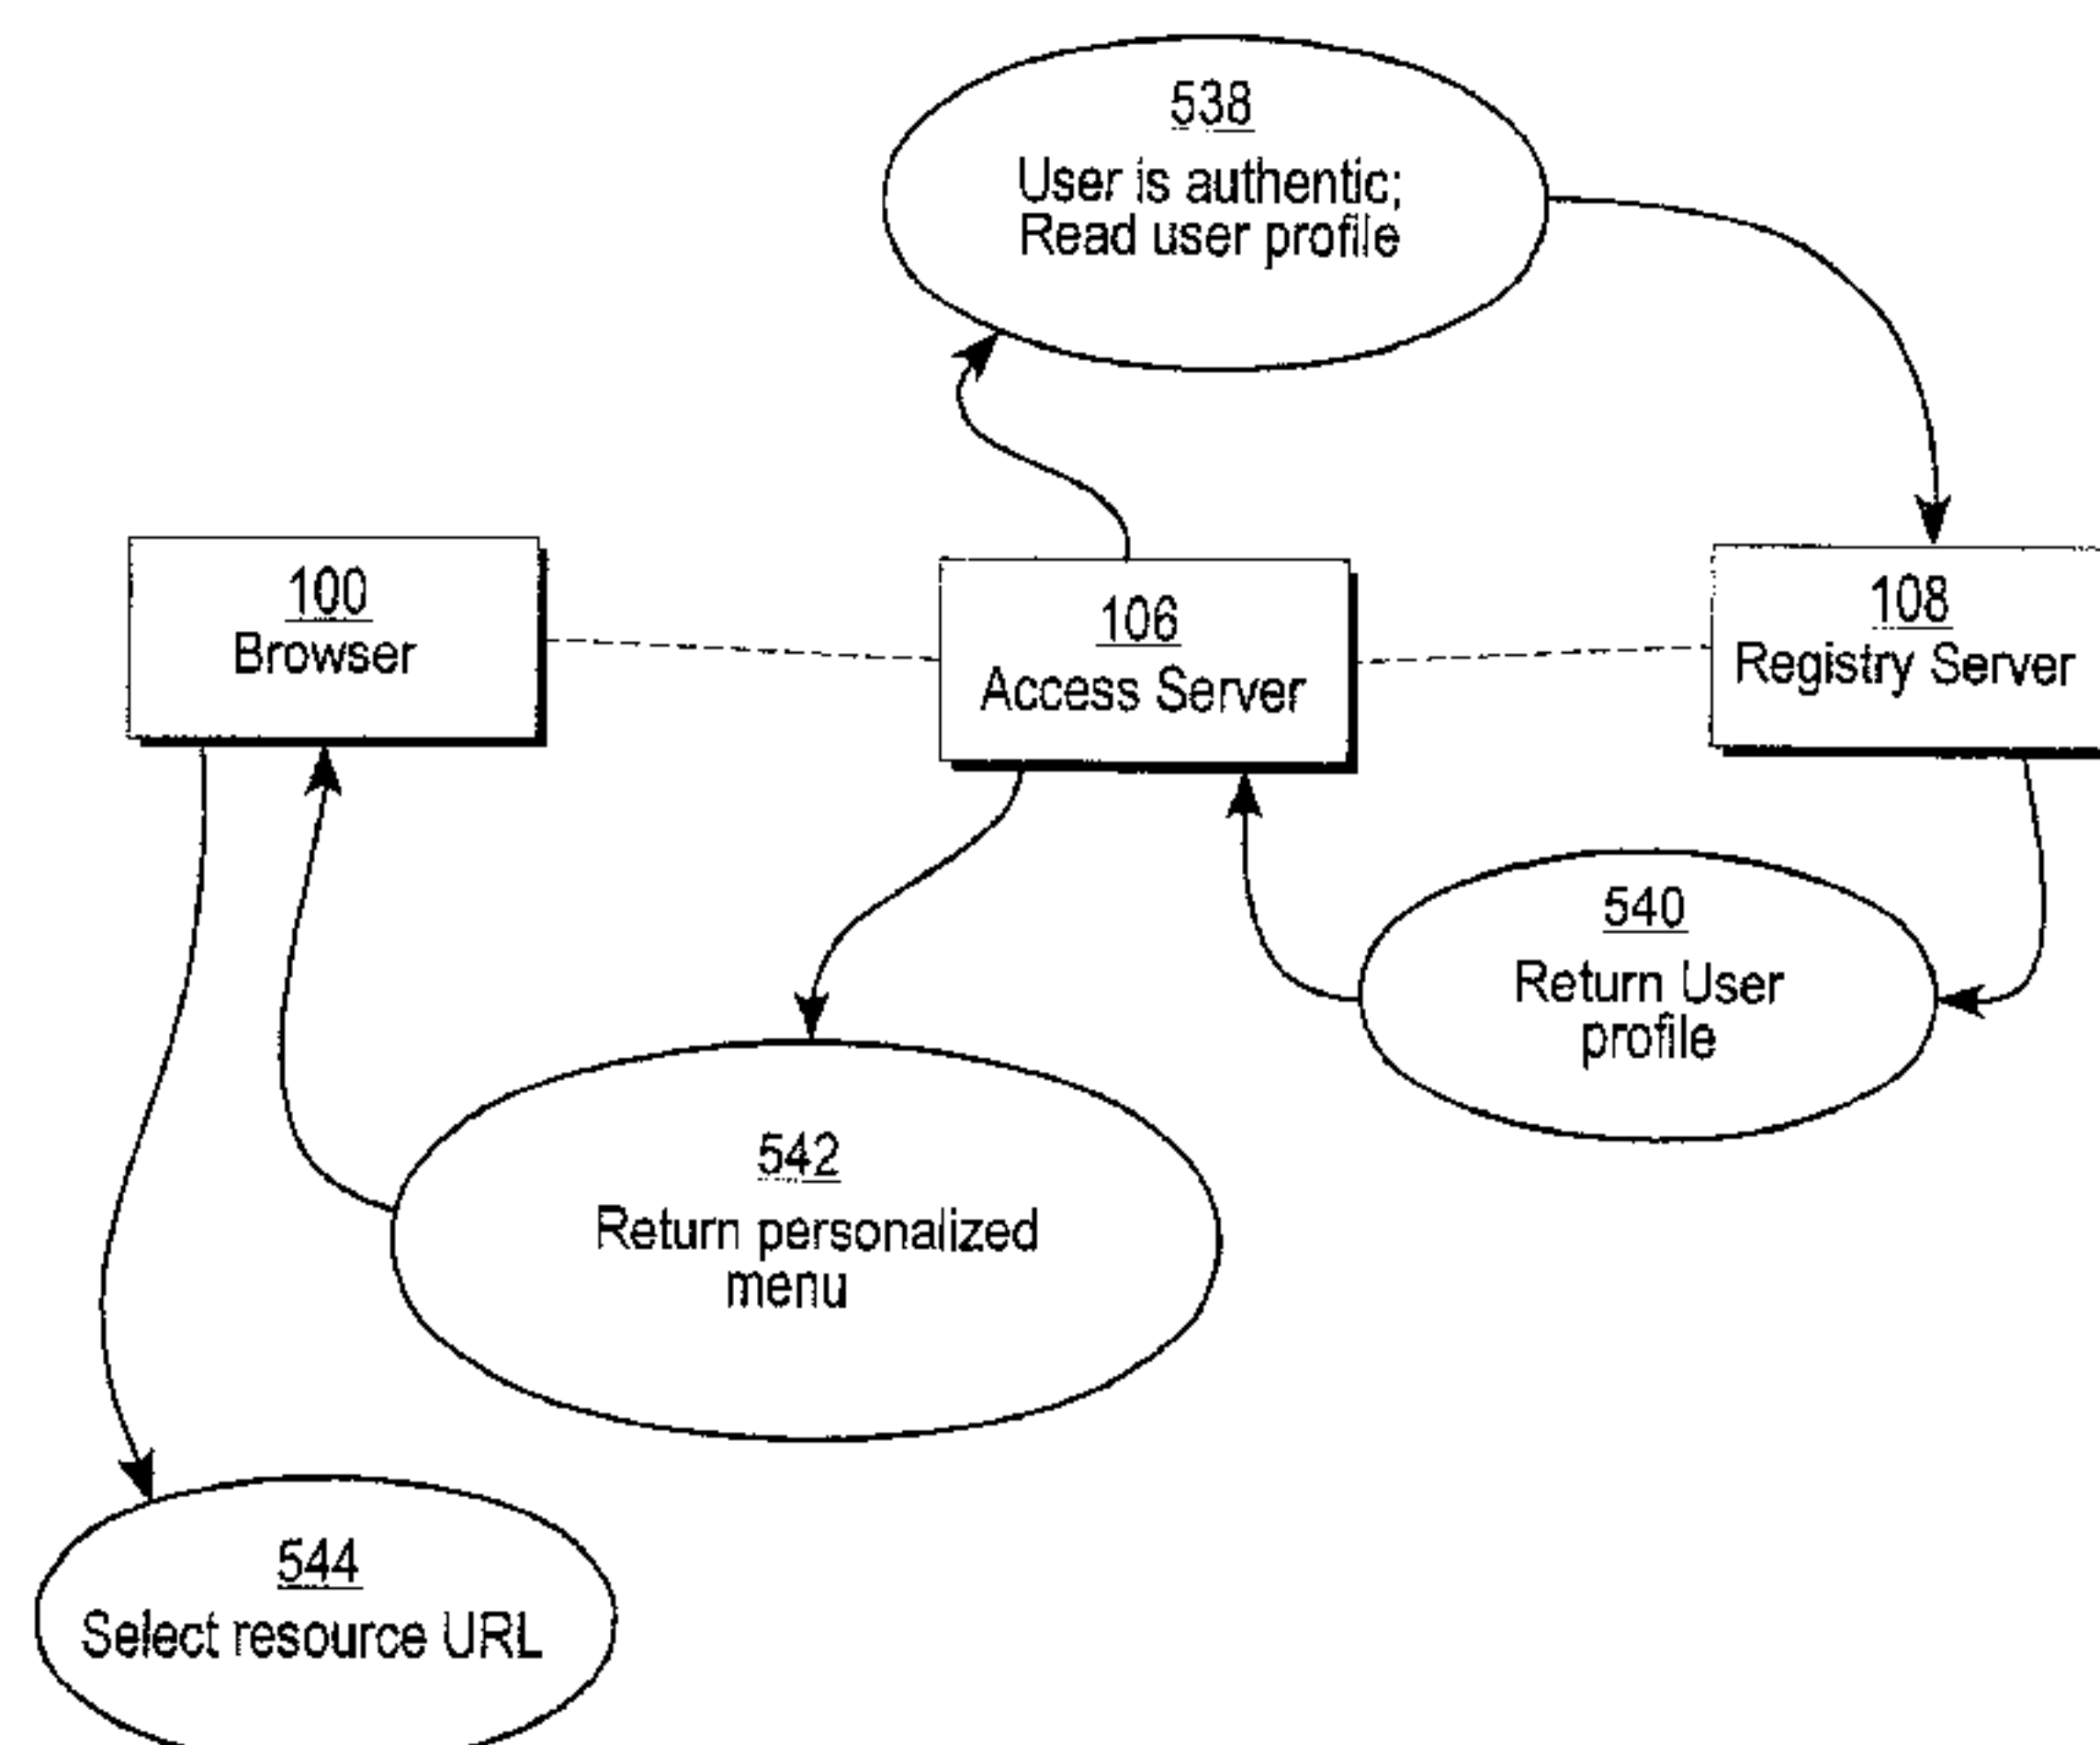 538
User is authentic;
Read user profile
100
Browser
106
Access Server
108
Registry Server
540
Return User
profile
542
Return personalized
menu
544
Select resource URL